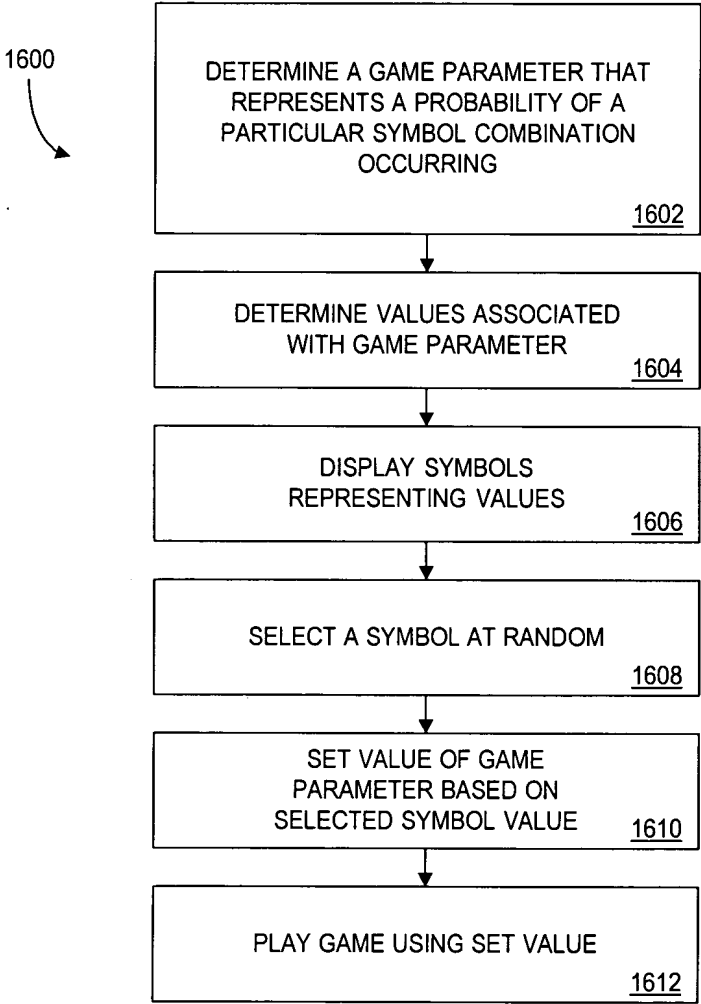 1600
DETERMINE A GAME PARAMETER THAT
REPRESENTS A PROBABILITY OF A
PARTICULAR SYMBOL COMBINATION
OCCURRING
1602
DETERMINE VALUES ASSOCIATED
WITH GAME PARAMETER
1604
DISPLAY SYMBOLS
REPRESENTING VALUES
1606
SELECT A SYMBOL AT RANDOM
1608
SET VALUE OF GAME
PARAMETER BASED ON
SELECTED SYMBOL VALUE
1610
PLAY GAME USING SET VALUE
1612